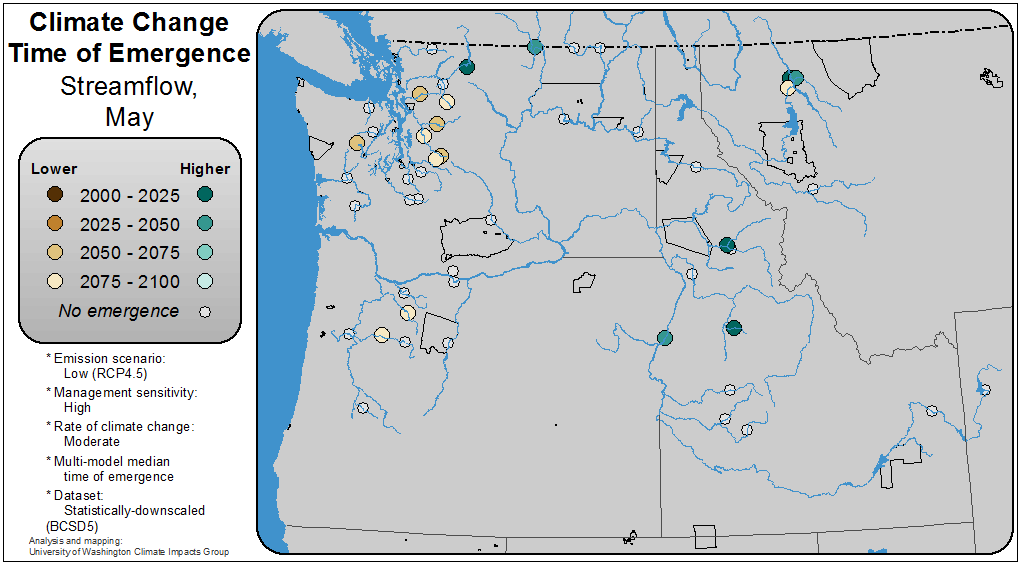 Climate Change
Time of Emergence
Streamflow,
May
Lower Higher
2000 - 2025
2025 - 2050
2050 - 2075
2075 - 2100
No emergence
* Emission scenario:
Low (RCP4.5)
* Management sensitivity:
High
* Rate of climate change:
Moderate
* Multi-model median
time of emergence
* Dataset:
Statistically-downscaled
(BCSD5)
Analysis and mapping:
University of Washington Climate Impacts Group